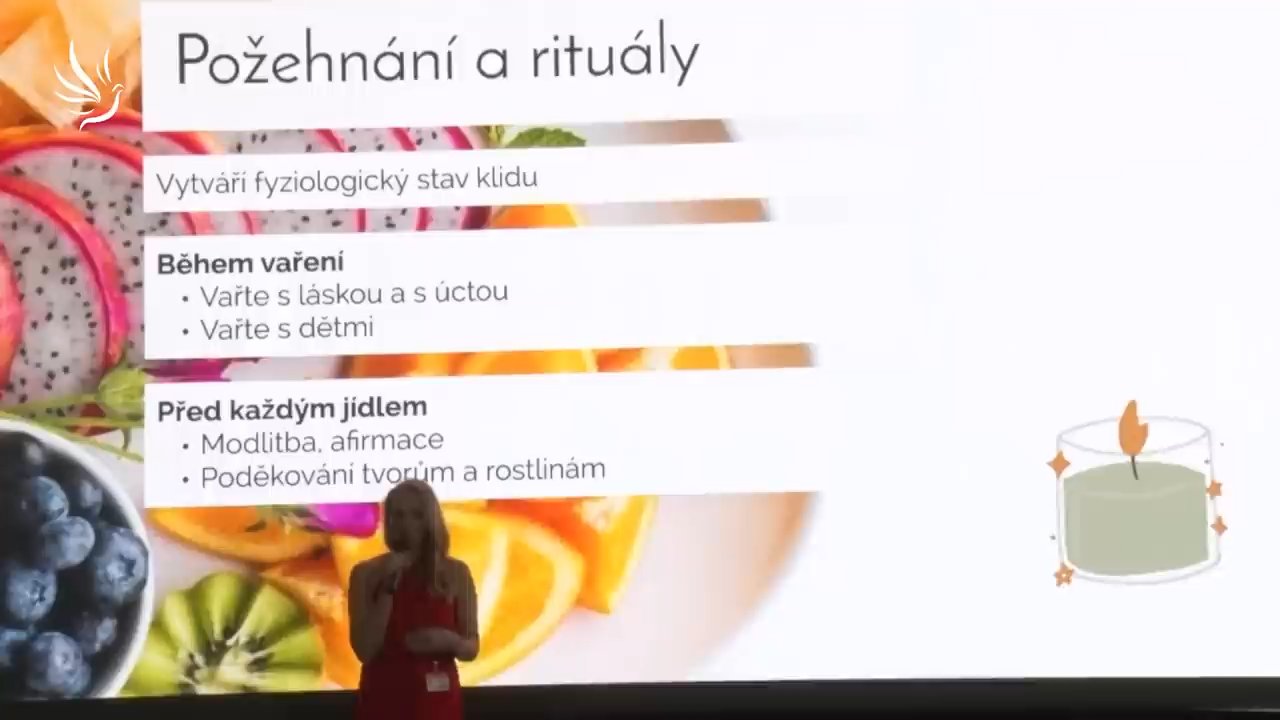 Požehnání a rituály
Vytváří fyziologický stav klidu
Během vaření
• Vařte s láskou a s úctou
• Vařte s dětmi
Před každým jídlem
• Modlitba, afirmace
• Poděkování tvorům a rostlinám